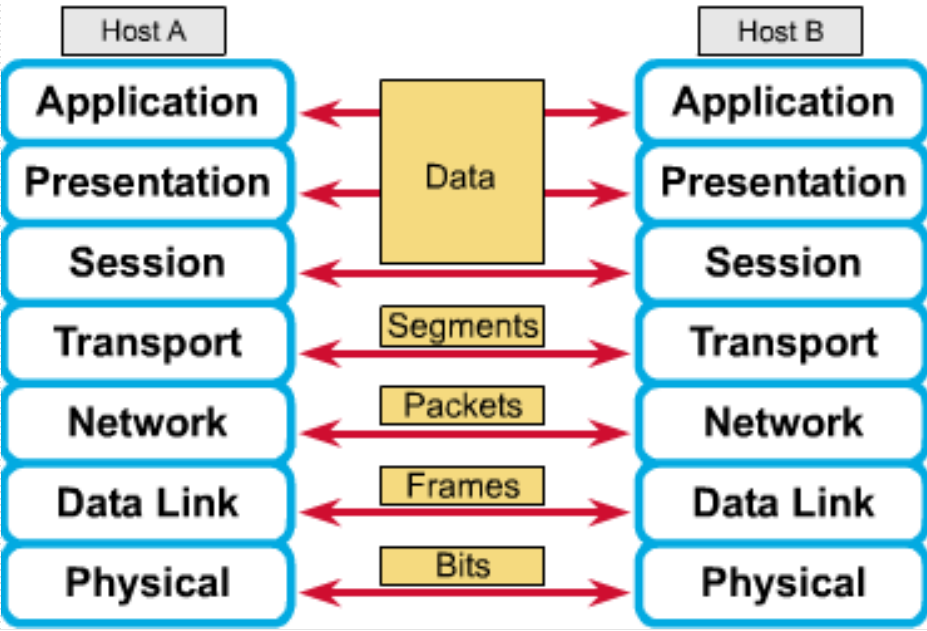 Host A
Host B
Application
Application
Presentation
Data
Presentation
Session
Session
Transport
Segments
Transport
Network
Packets
Network
Data Link
Frames
Data Link
Physical
Bits
Physical